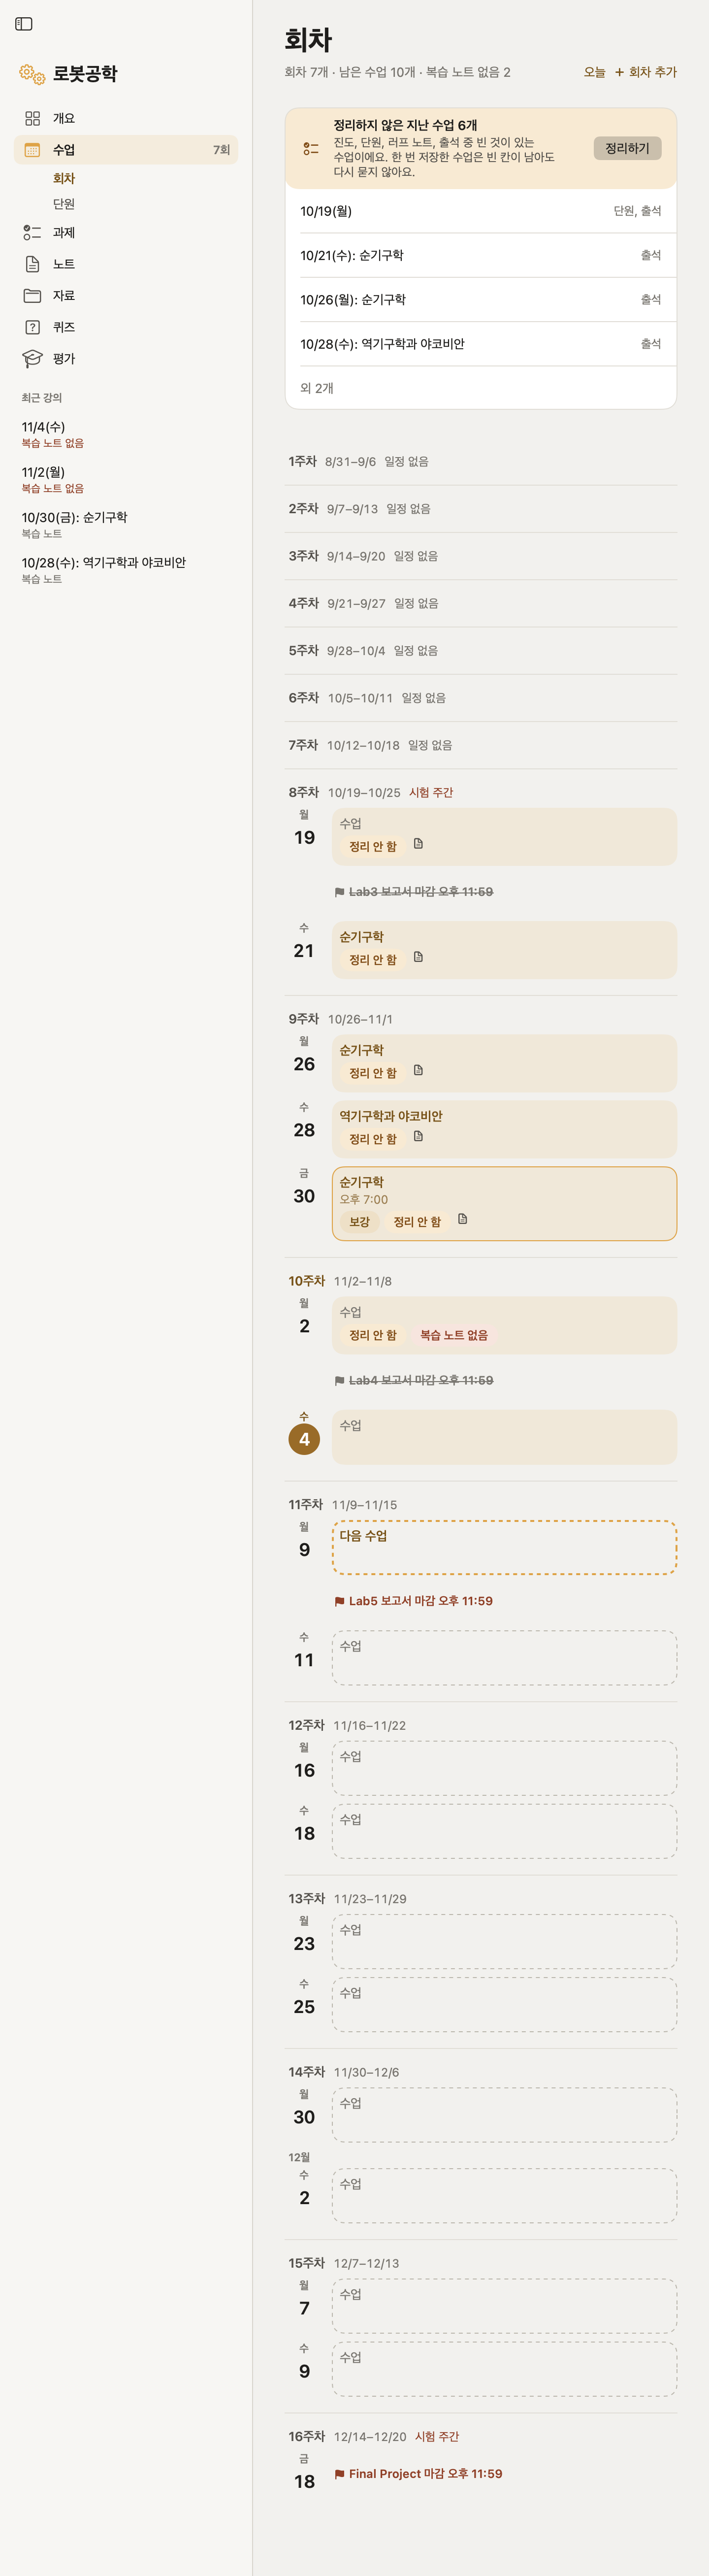 로봇공학
개요
수업 7회
회차
단원
과제
노트
자료
퀴즈
평가
최근 강의
11/4(수)
복습 노트 없음
11/2(월)
복습 노트 없음
10/30(금): 순기구학
복습 노트
10/28(수): 역기구학과 야코비안
복습 노트
회차
회차 7개 · 남은 수업 10개 · 복습 노트 없음 2
오늘 + 회차 추가
정리하지 않은 지난 수업 6개
진도, 단원, 러프 노트, 출석 중 빈 것이 있는
수업이에요. 한 번 저장한 수업은 빈 칸이 남아도
다시 묻지 않아요.
정리하기
10/19(월) 단원, 출석
10/21(수): 순기구학 출석
10/26(월): 순기구학 출석
10/28(수): 역기구학과 야코비안 출석
외 2개
1주차 8/31–9/6 일정 없음
2주차 9/7–9/13 일정 없음
3주차 9/14–9/20 일정 없음
4주차 9/21–9/27 일정 없음
5주차 9/28–10/4 일정 없음
6주차 10/5–10/11 일정 없음
7주차 10/12–10/18 일정 없음
8주차 10/19–10/25 시험 주간
월
19
수업
정리 안 함
Lab3 보고서 마감 오후 11:59
수
21
순기구학
정리 안 함
9주차 10/26–11/1
월
26
순기구학
정리 안 함
수
28
역기구학과 야코비안
정리 안 함
금
30
순기구학
오후 7:00
보강 정리 안 함
10주차 11/2–11/8
월
2
수업
정리 안 함 복습 노트 없음
Lab4 보고서 마감 오후 11:59
수
4
수업
11주차 11/9–11/15
월
9
다음 수업
Lab5 보고서 마감 오후 11:59
수
11
수업
12주차 11/16–11/22
월
16
수업
수
18
수업
13주차 11/23–11/29
월
23
수업
수
25
수업
14주차 11/30–12/6
월
30
수업
12월
수
2
수업
15주차 12/7–12/13
월
7
수업
수
9
수업
16주차 12/14–12/20 시험 주간
금
18
Final Project 마감 오후 11:59